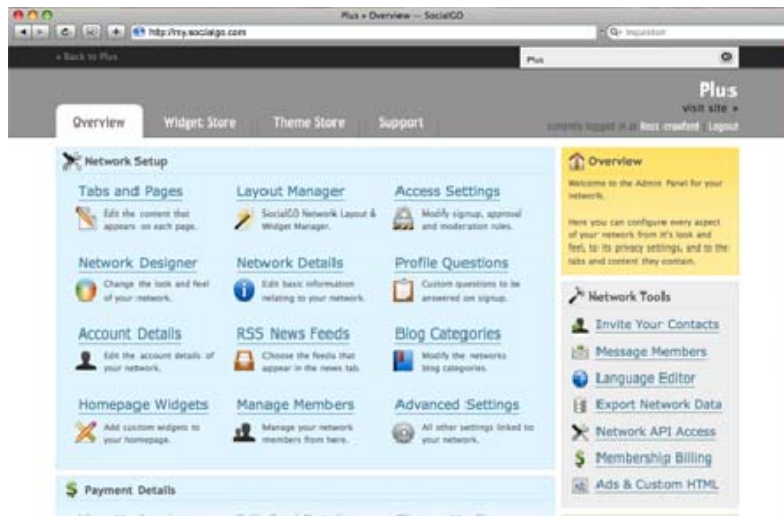 Plus » Overview — SocialGO
http://my.socialgo.com
Inquisitor
« Back to Plus
Plus
Plus
visit site »
currently logged in as Ross crawford | Logout
Overview
Widget Store
Theme Store
Support
Network Setup
Tabs and Pages
Edit the content that
appears on each page.
Layout Manager
SocialGO Network Layout &
Widget Manager.
Access Settings
Modify signup, approval
and moderation rules.
Network Designer
Change the look and feel
of your network.
Network Details
Edit basic information
relating to your network.
Profile Questions
Custom questions to be
answered on signup.
Account Details
Edit the account details of
your network.
RSS News Feeds
Choose the feeds that
appear in the news tab.
Blog Categories
Modify the networks
blog categories.
Homepage Widgets
Add custom widgets to
your homepage.
Manage Members
Manage your network
members from here.
Advanced Settings
All other settings linked to
your network.
Payment Details
Overview
Welcome to the Admin Panel for your
network.
Here you can configure every aspect
of your network from it's look and
feel, to its privacy settings, and to the
tabs and content they contain.
Network Tools
Invite Your Contacts
Message Members
Language Editor
Export Network Data
Network API Access
Membership Billing
Ads & Custom HTML